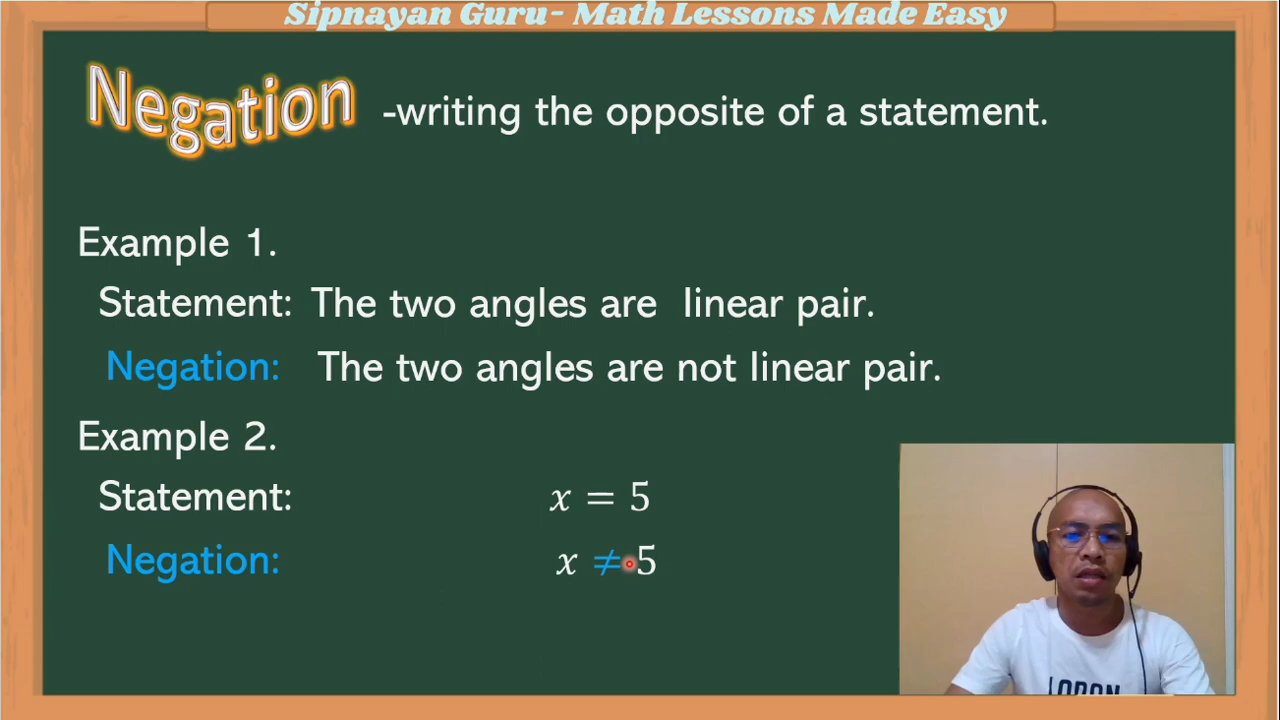 Sipnayan Guru- Math Lessons Made Easy
Negation -writing the opposite of a statement.
Example 1.
Statement: The two angles are linear pair.
Negation: The two angles are not linear pair.
Example 2.
Statement: x = 5
Negation: x ≠ 5